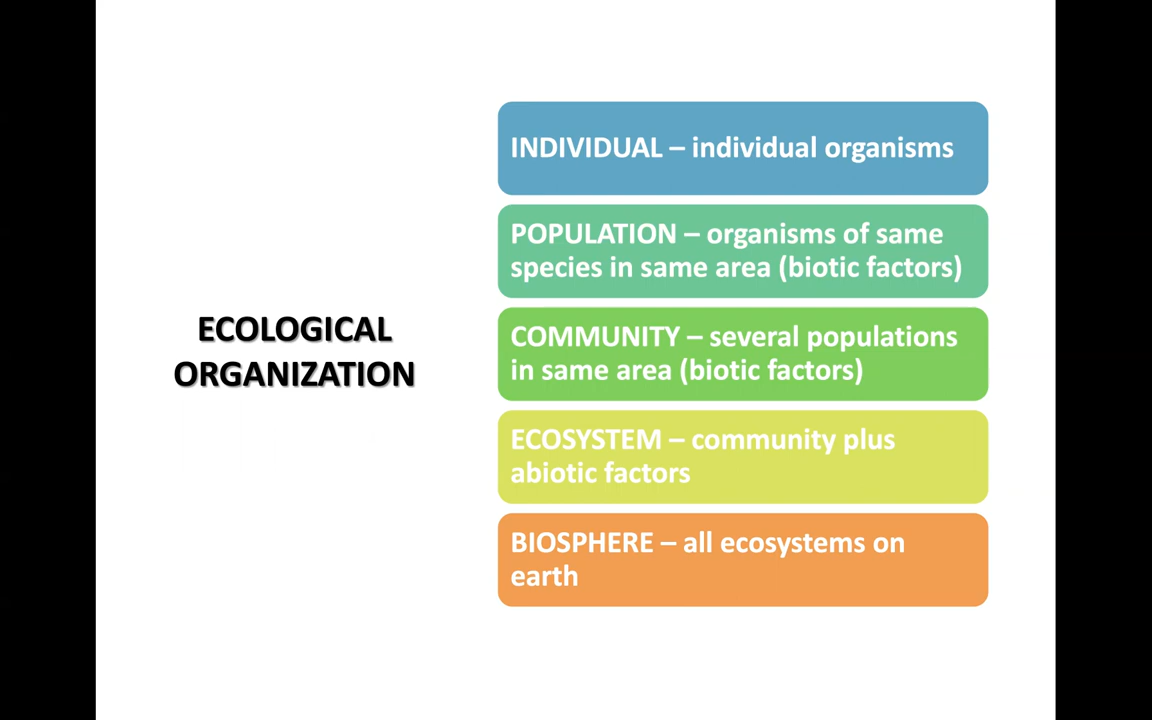 ECOLOGICAL
ORGANIZATION
INDIVIDUAL – individual organisms
POPULATION – organisms of same
species in same area (biotic factors)
COMMUNITY – several populations
in same area (biotic factors)
ECOSYSTEM – community plus
abiotic factors
BIOSPHERE – all ecosystems on
earth